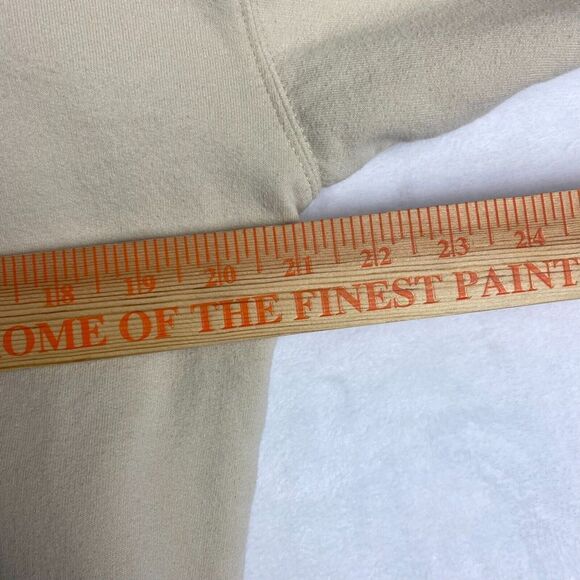 18 19 20 21 22 23 24
OME OF THE FINEST PAINT